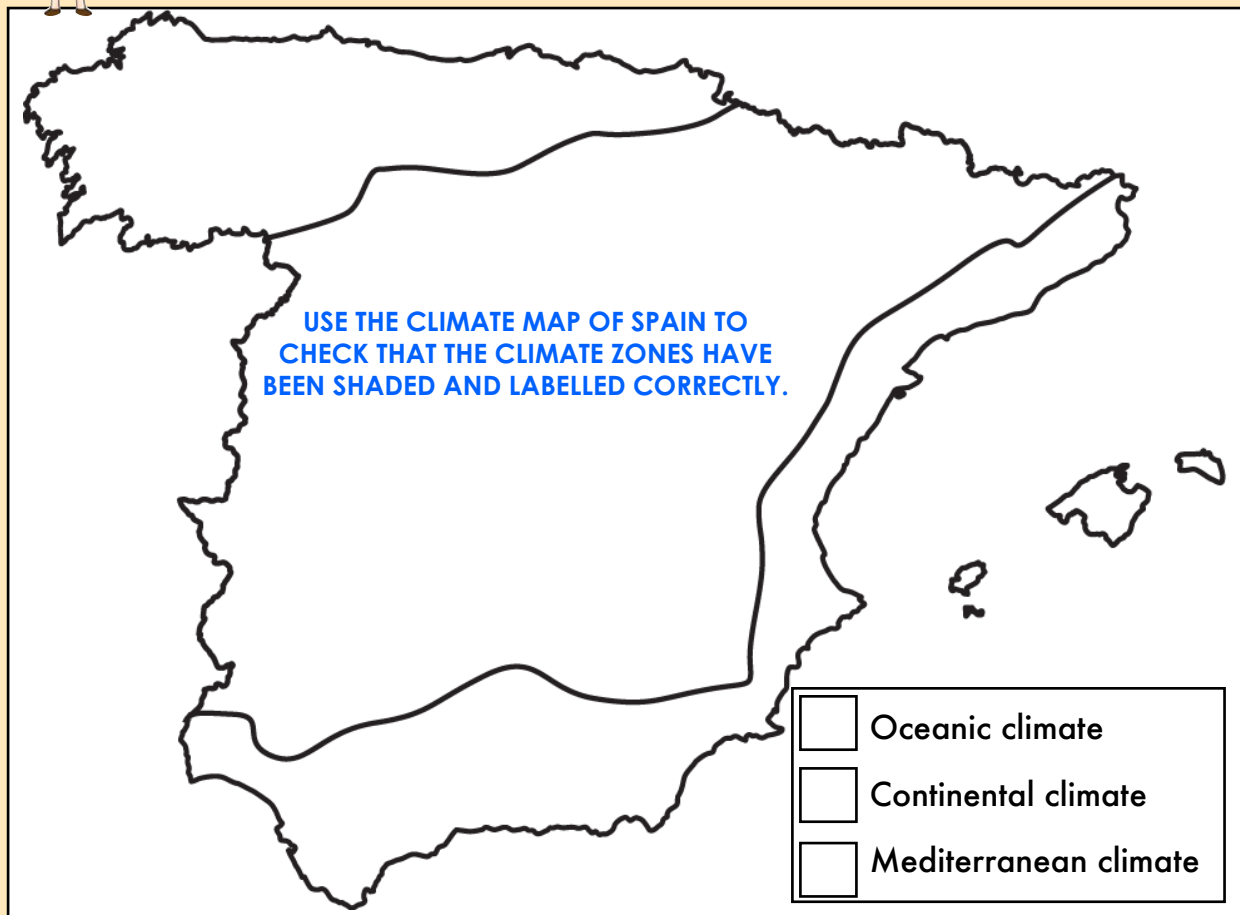 USE THE CLIMATE MAP OF SPAIN TO
CHECK THAT THE CLIMATE ZONES HAVE
BEEN SHADED AND LABELLED CORRECTLY.
Oceanic climate
Continental climate
Mediterranean climate